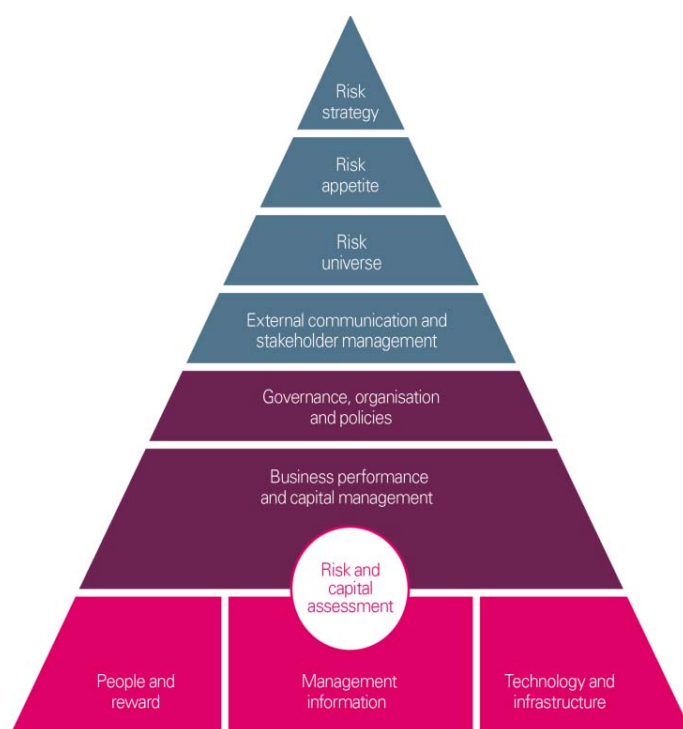 Risk
strategy
Risk
appetite
Risk
universe
External communication and
stakeholder management
Governance, organisation
and policies
Business performance
and capital management
Risk and
capital
assessment
People and
reward
Management
information
Technology and
infrastructure